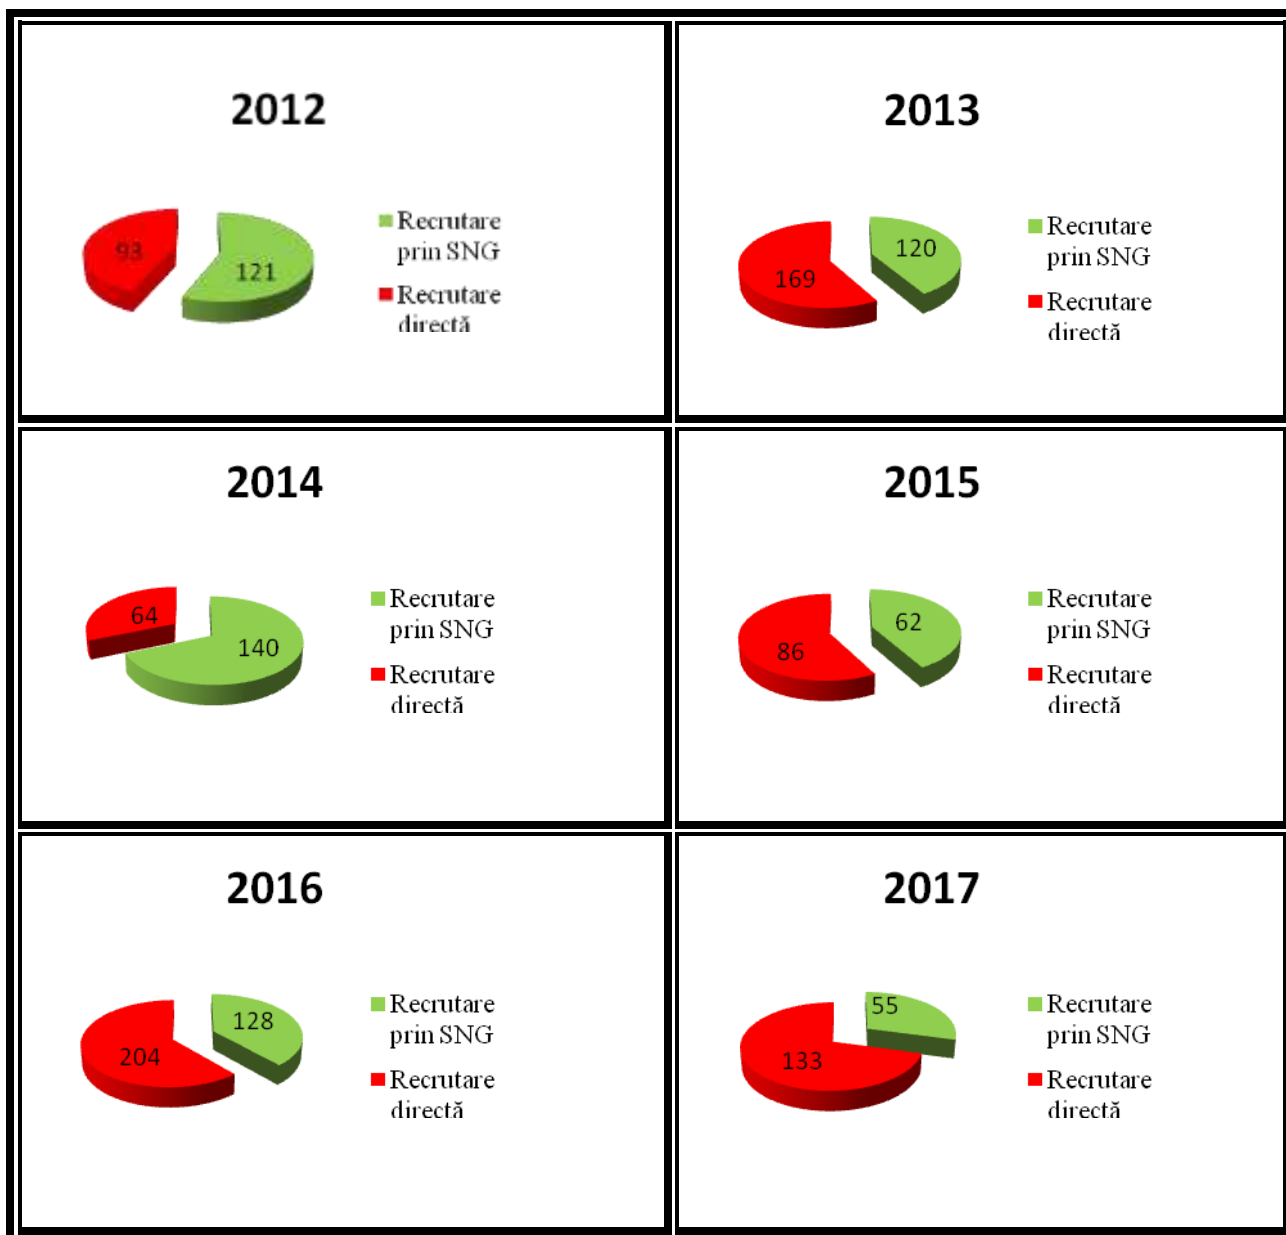 2012
93
121
Recrutare
prin SNG
Recrutare
directă
2013
169
120
Recrutare
prin SNG
Recrutare
directă
2014
64
140
Recrutare
prin SNG
Recrutare
directă
2015
86
62
Recrutare
prin SNG
Recrutare
directă
2016
204
128
Recrutare
prin SNG
Recrutare
directă
2017
133
55
Recrutare
prin SNG
Recrutare
directă